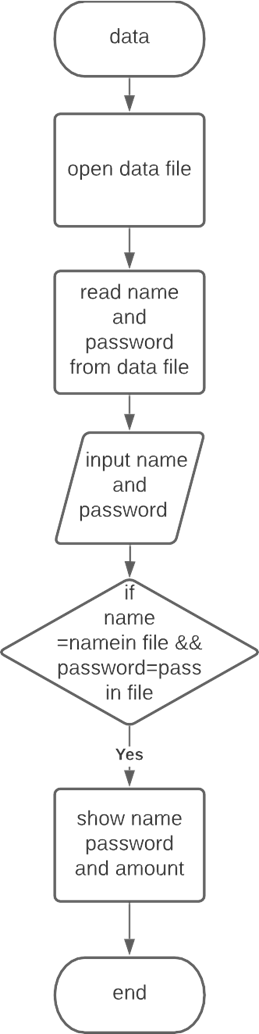 data
open data file
read name
and
password
from data file
input name
and
password
if
name
=namein file &&
password=pass
in file
Yes
show name
password
and amount
end